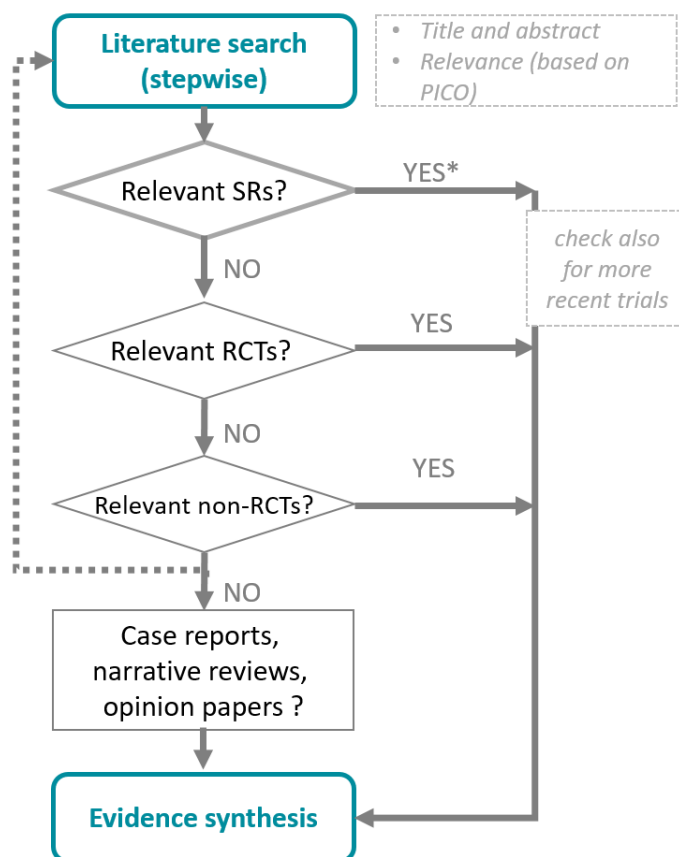 Literature search
(stepwise)
• Title and abstract
• Relevance (based on
PICO)
Relevant SRs?
YES*
check also
for more
recent trials
NO
Relevant RCTs?
YES
NO
Relevant non-RCTs?
YES
NO
Case reports,
narrative reviews,
opinion papers ?
Evidence synthesis